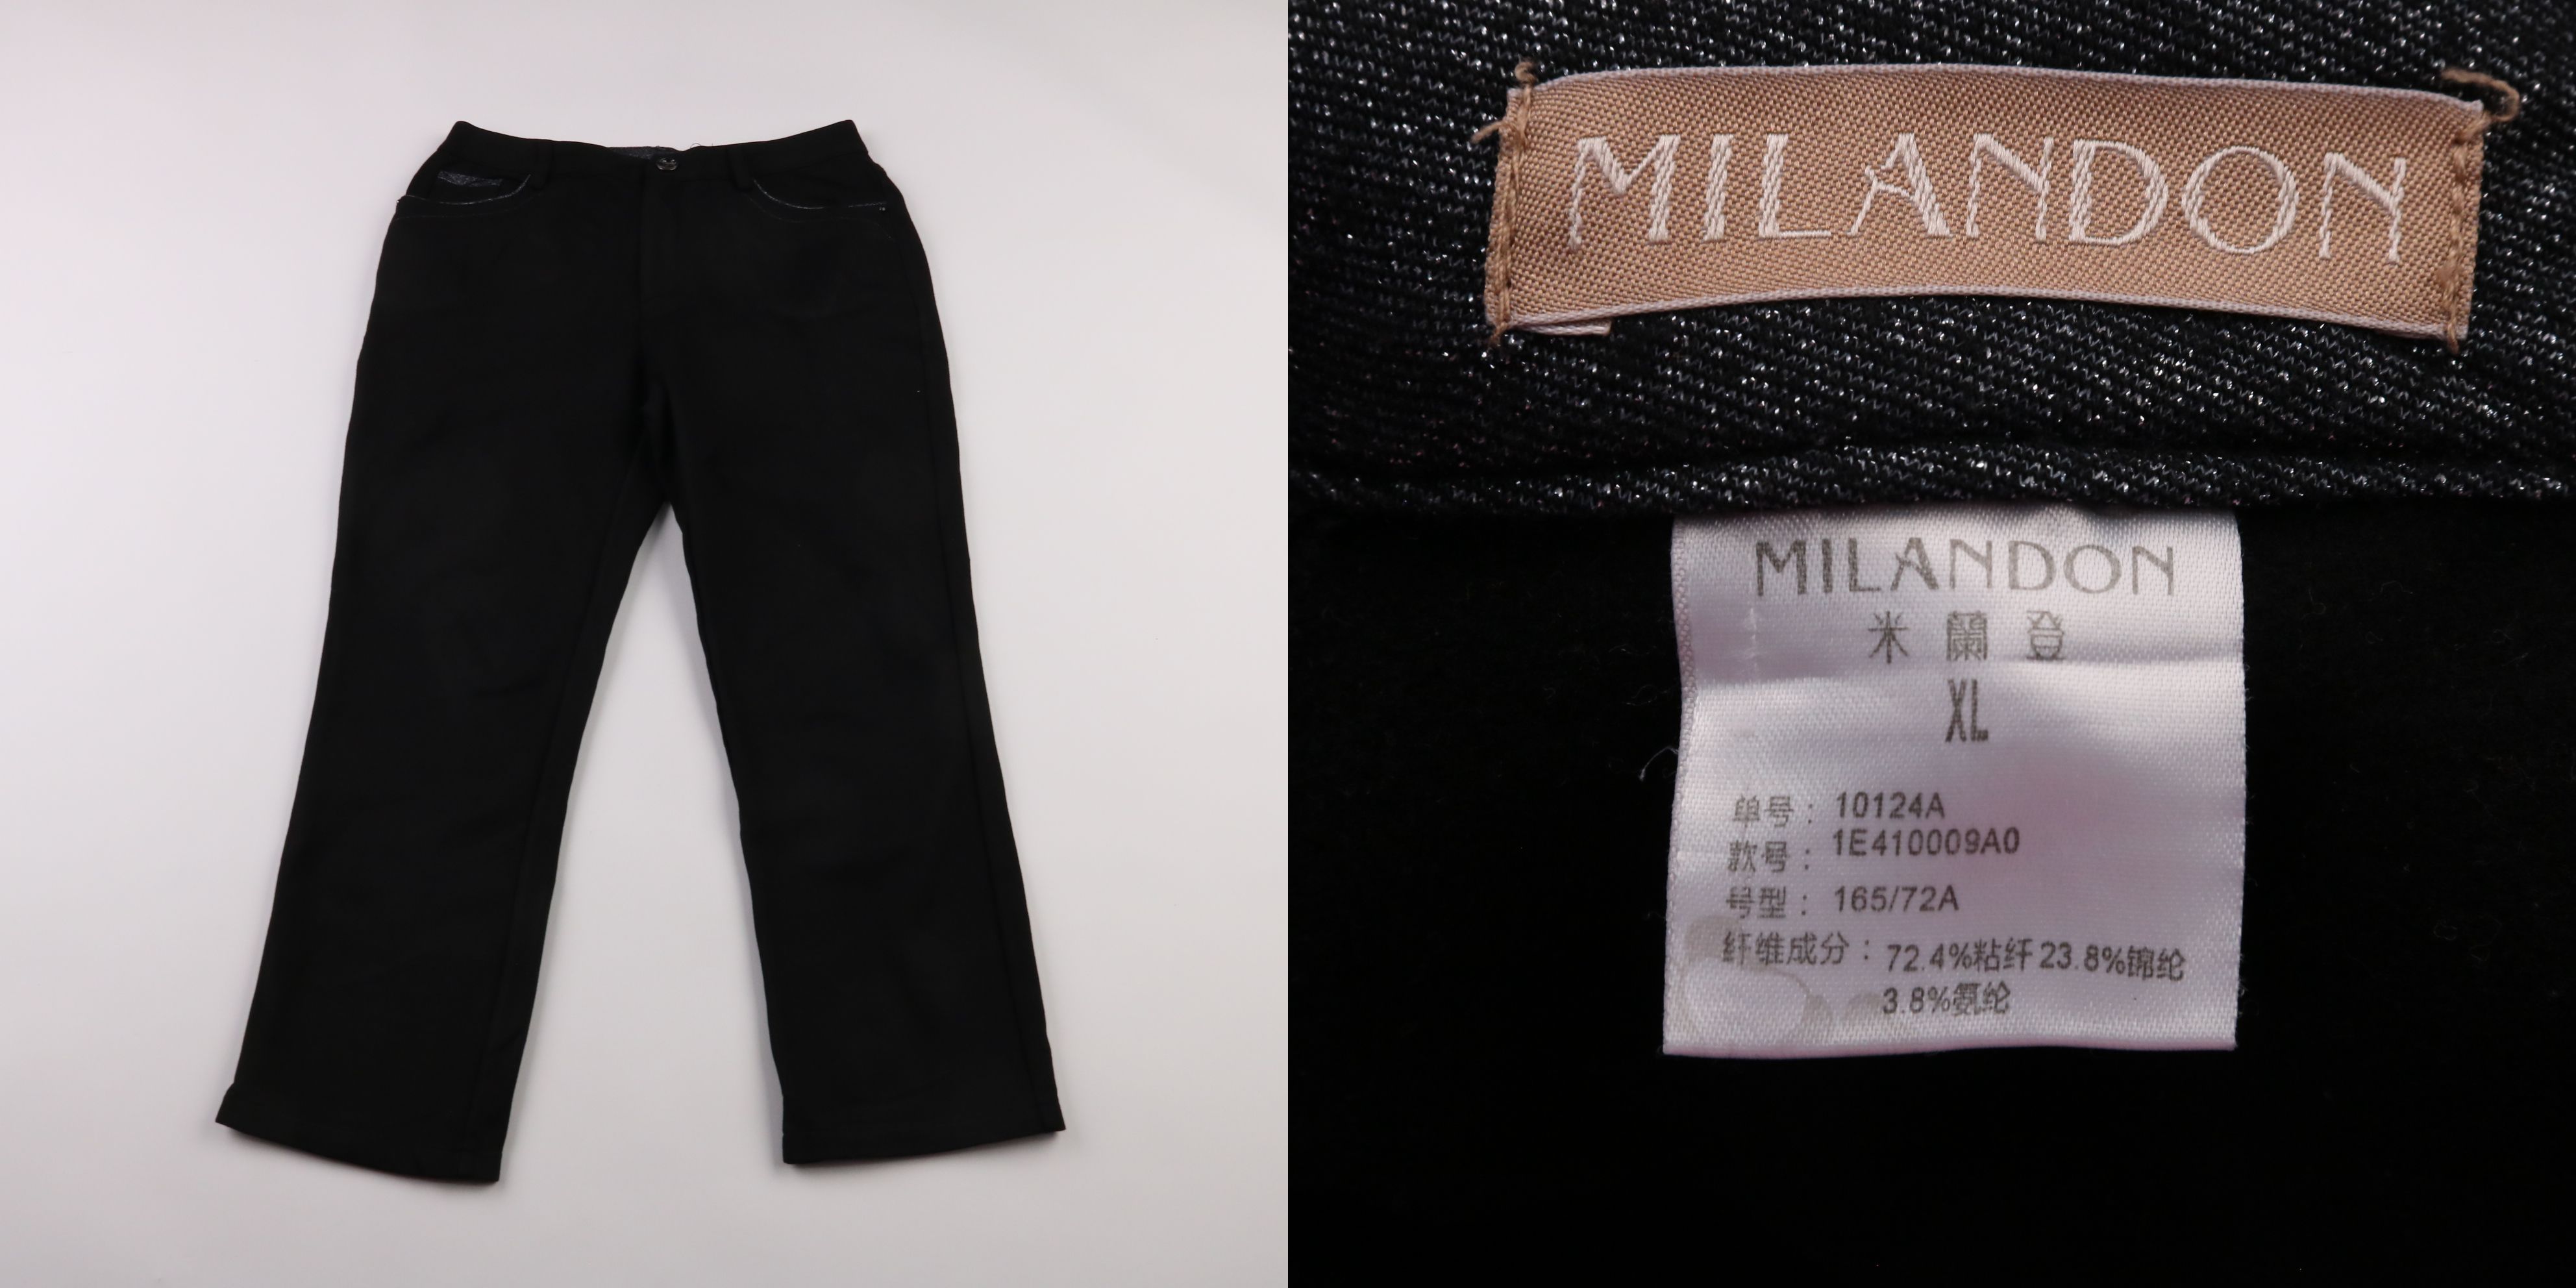 MILANDON
MILANDON
米蘭登
XL
单号：10124A
款号：1E410009A0
号型：165/72A
纤维成分：72.4%粘纤 23.8%锦纶
3.8%氨纶